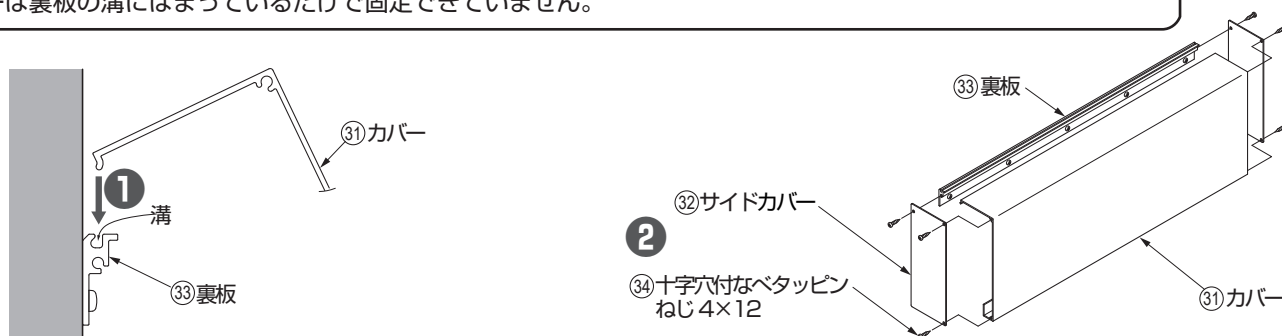 は裏板の溝にはまっているだけで固定できていません。
㉛カバー
❶
溝
㉝裏板
㉝裏板
㉜サイドカバー
❷
㉞十字穴付なベタッピン
ねじ4×12
㉛カバー